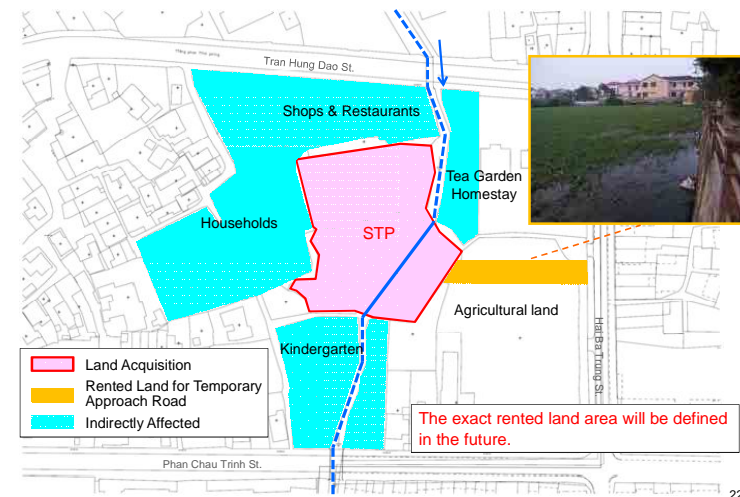 Tran Hung Dao St.
Shops & Restaurants
Tea Garden
Homestay
Households
STP
Agricultural land
Hai Ba Trung St.
Kindergarten
Land Acquisition
Rented Land for Temporary
Approach Road
Indirectly Affected
The exact rented land area will be defined
in the future.
Phan Chau Trinh St.